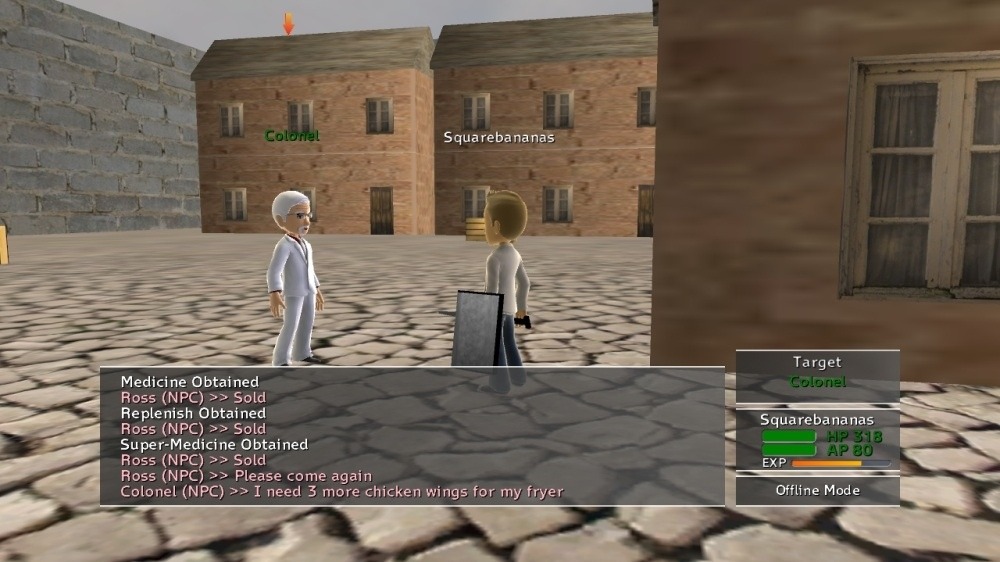 Colonel
Squarebananas
Medicine Obtained
Ross (NPC) >> Sold
Replenish Obtained
Ross (NPC) >> Sold
Super-Medicine Obtained
Ross (NPC) >> Sold
Ross (NPC) >> Please come again
Colonel (NPC) >> I need 3 more chicken wings for my fryer
Target
Colonel
Squarebananas
HP 318
AP 80
EXP
Offline Mode